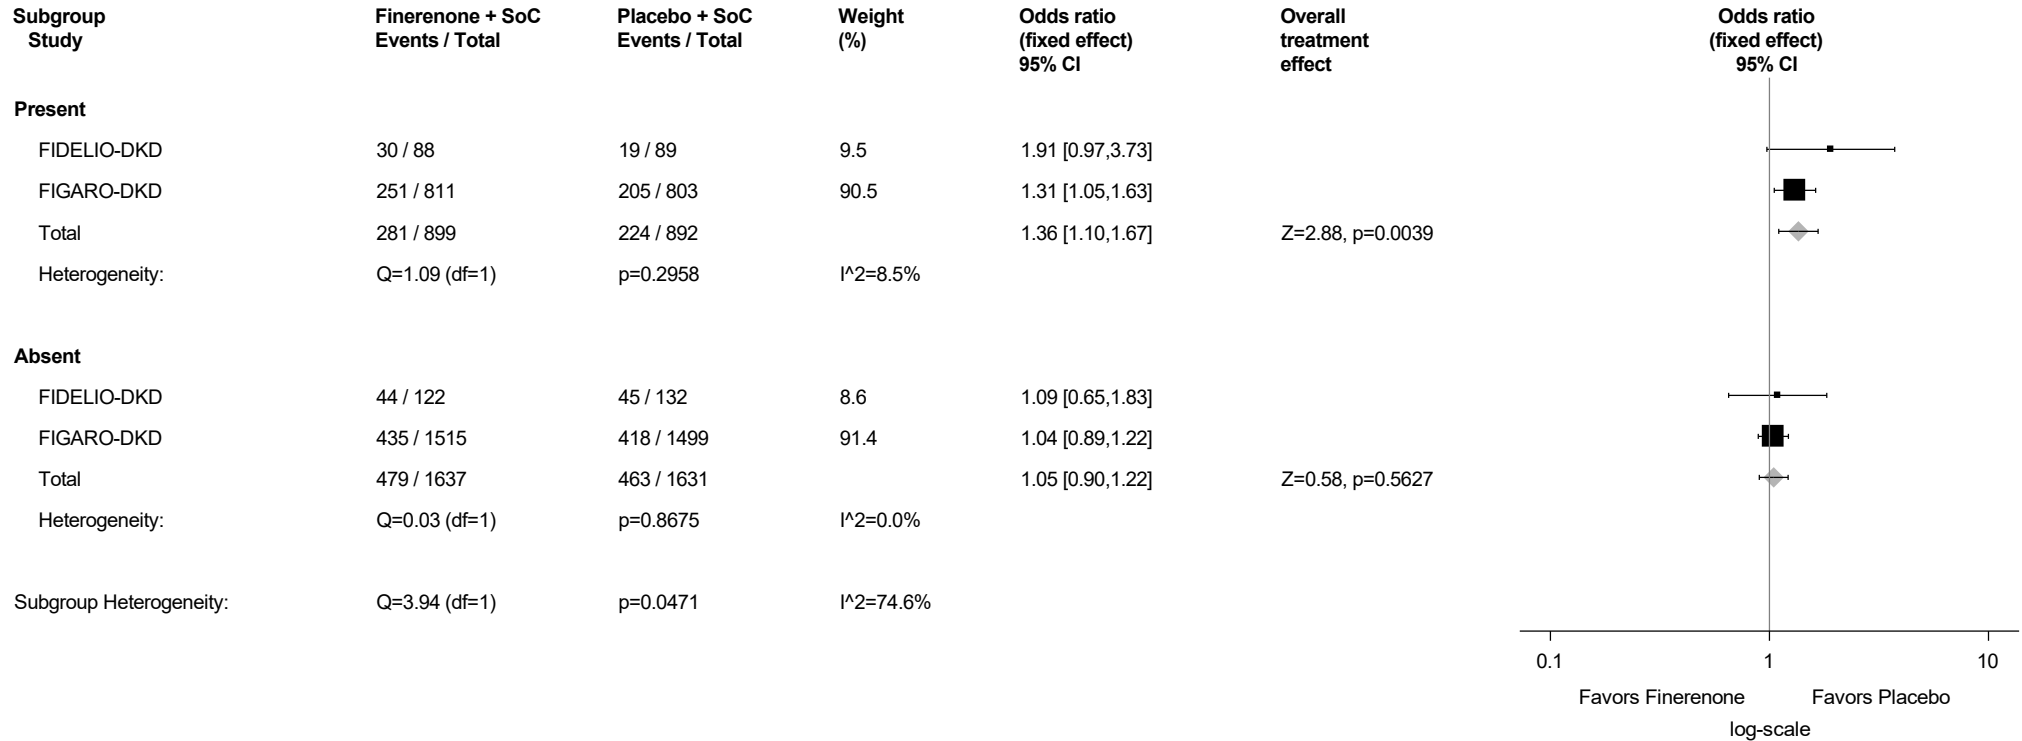 Subgroup Finerenone + SoC Placebo + SoC Weight Odds ratio Overall Odds ratio
Study Events / Total Events / Total (%) (fixed effect) treatment (fixed effect)
95% CI effect 95% CI
Present
FIDELIO-DKD 30 / 88 19 / 89 9.5 1.91 [0.97,3.73]
FIGARO-DKD 251 / 811 205 / 803 90.5 1.31 [1.05,1.63]
Total 281 / 899 224 / 892 1.36 [1.10,1.67] Z=2.88, p=0.0039
Heterogeneity: Q=1.09 (df=1) p=0.2958 I^2=8.5%
Absent
FIDELIO-DKD 44 / 122 45 / 132 8.6 1.09 [0.65,1.83]
FIGARO-DKD 435 / 1515 418 / 1499 91.4 1.04 [0.89,1.22]
Total 479 / 1637 463 / 1631 1.05 [0.90,1.22] Z=0.58, p=0.5627
Heterogeneity: Q=0.03 (df=1) p=0.8675 I^2=0.0%
Subgroup Heterogeneity: Q=3.94 (df=1) p=0.0471 I^2=74.6%
0.1 1 10
Favors Finerenone Favors Placebo
log-scale